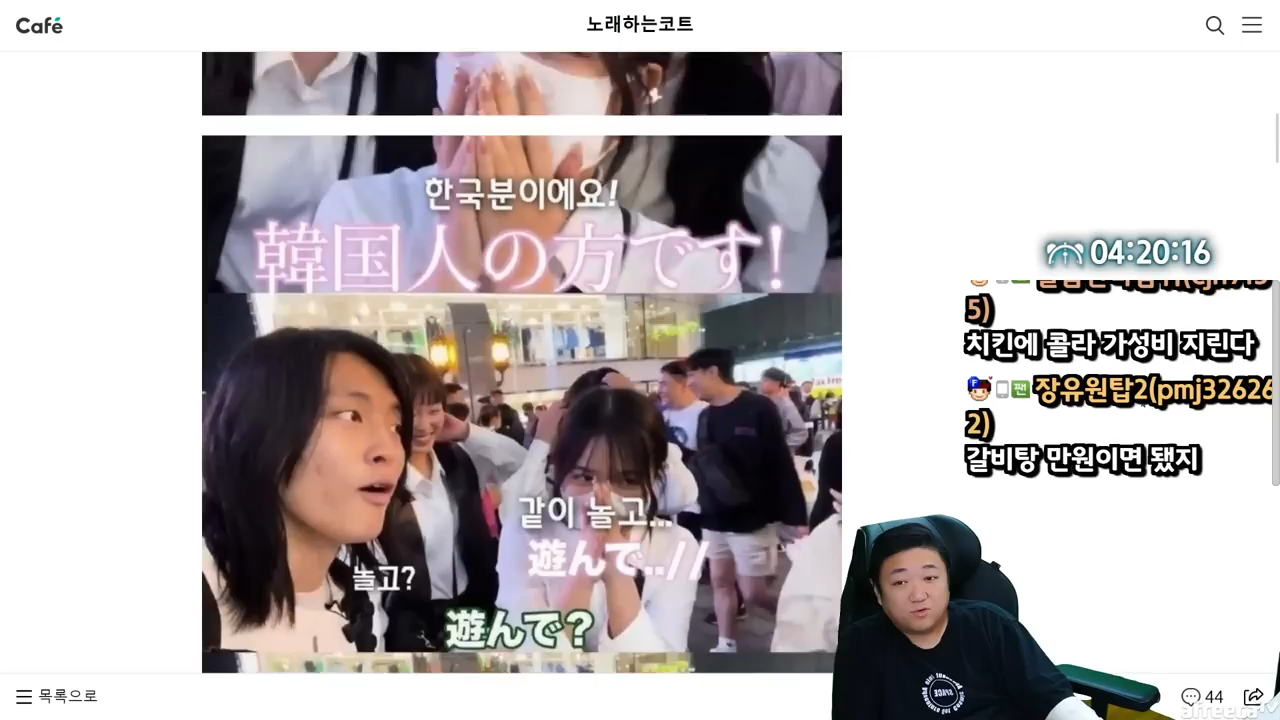 Café
노래하는코트
한국분이에요!
韓国人の方です!
같이 놀고...
遊んで..//
놀고?
遊んで？
04:20:16
5)
치킨에 콜라 가성비 지린다
팬 장유원탑2(pmj32626
2)
갈비탕 만원이면 됐지
목록으로
44
afreecaTV